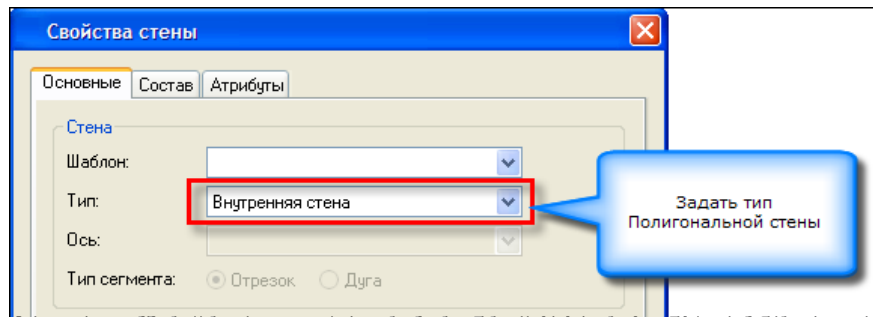 Свойства стены
Основные Состав Атрибуты
Стена
Шаблон:
Тип: Внутренняя стена
Ось:
Тип сегмента: Отрезок Дуга
Задать тип
Полигональной стены